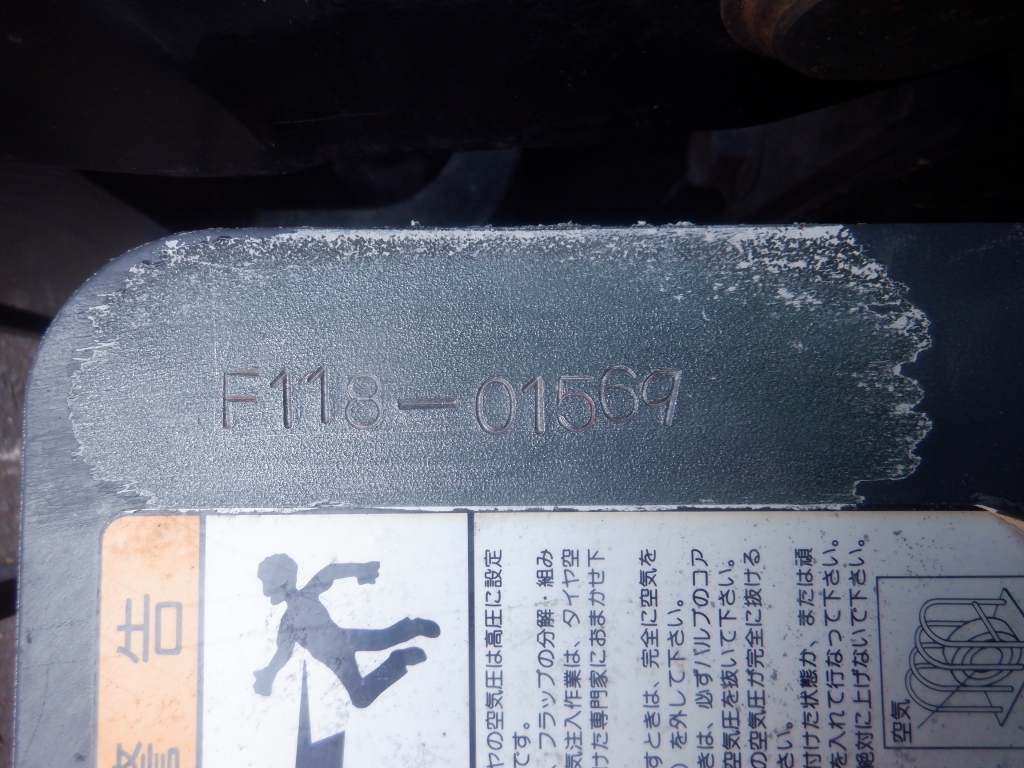 F118-01569
警告
ヤの空気圧は高圧に設定
です。
、フラップの分解・組み
気注入作業は、タイヤ空
けた専門家におまかせ下
すときは、完全に空気を
）を外して下さい。
きは、必ずバルブのコア
空気圧を抜いて下さい。
の空気圧が完全に抜ける
さい。
付けた状態か、または頑
を入れて行なって下さい。
絶対に上げないで下さい。
空気